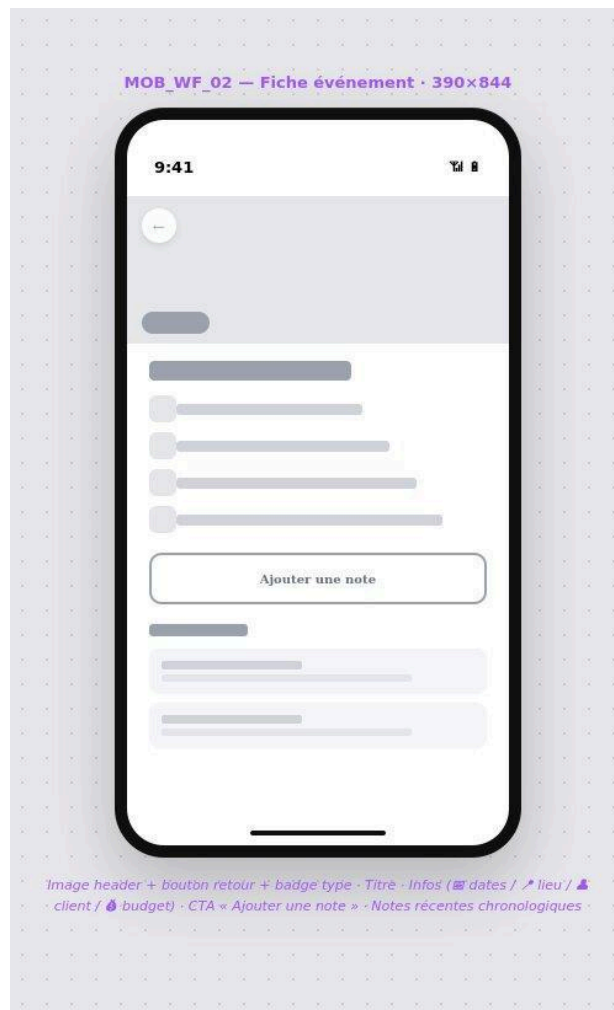 MOB_WF_02 — Fiche événement · 390×844
9:41
←
Ajouter une note
Image header + bouton retour + badge type · Titre · Infos (📅 dates / 📍 lieu / 👤
client / 💰 budget) · CTA « Ajouter une note » · Notes récentes chronologiques